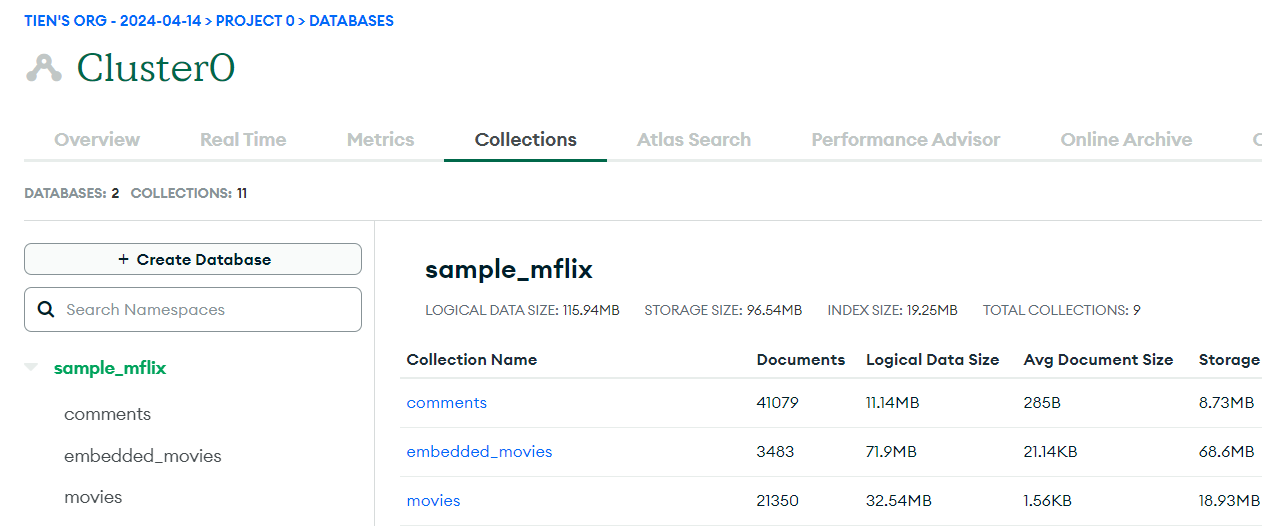 TIEN'S ORG - 2024-04-14 > PROJECT 0 > DATABASES
Cluster0
Overview Real Time Metrics Collections Atlas Search Performance Advisor Online Archive
DATABASES: 2 COLLECTIONS: 11
+ Create Database
Search Namespaces
sample_mflix
comments
embedded_movies
movies
sample_mflix
LOGICAL DATA SIZE: 115.94MB STORAGE SIZE: 96.54MB INDEX SIZE: 19.25MB TOTAL COLLECTIONS: 9
Collection Name Documents Logical Data Size Avg Document Size Storage
comments 41079 11.14MB 285B 8.73MB
embedded_movies 3483 71.9MB 21.14KB 68.6MB
movies 21350 32.54MB 1.56KB 18.93MB